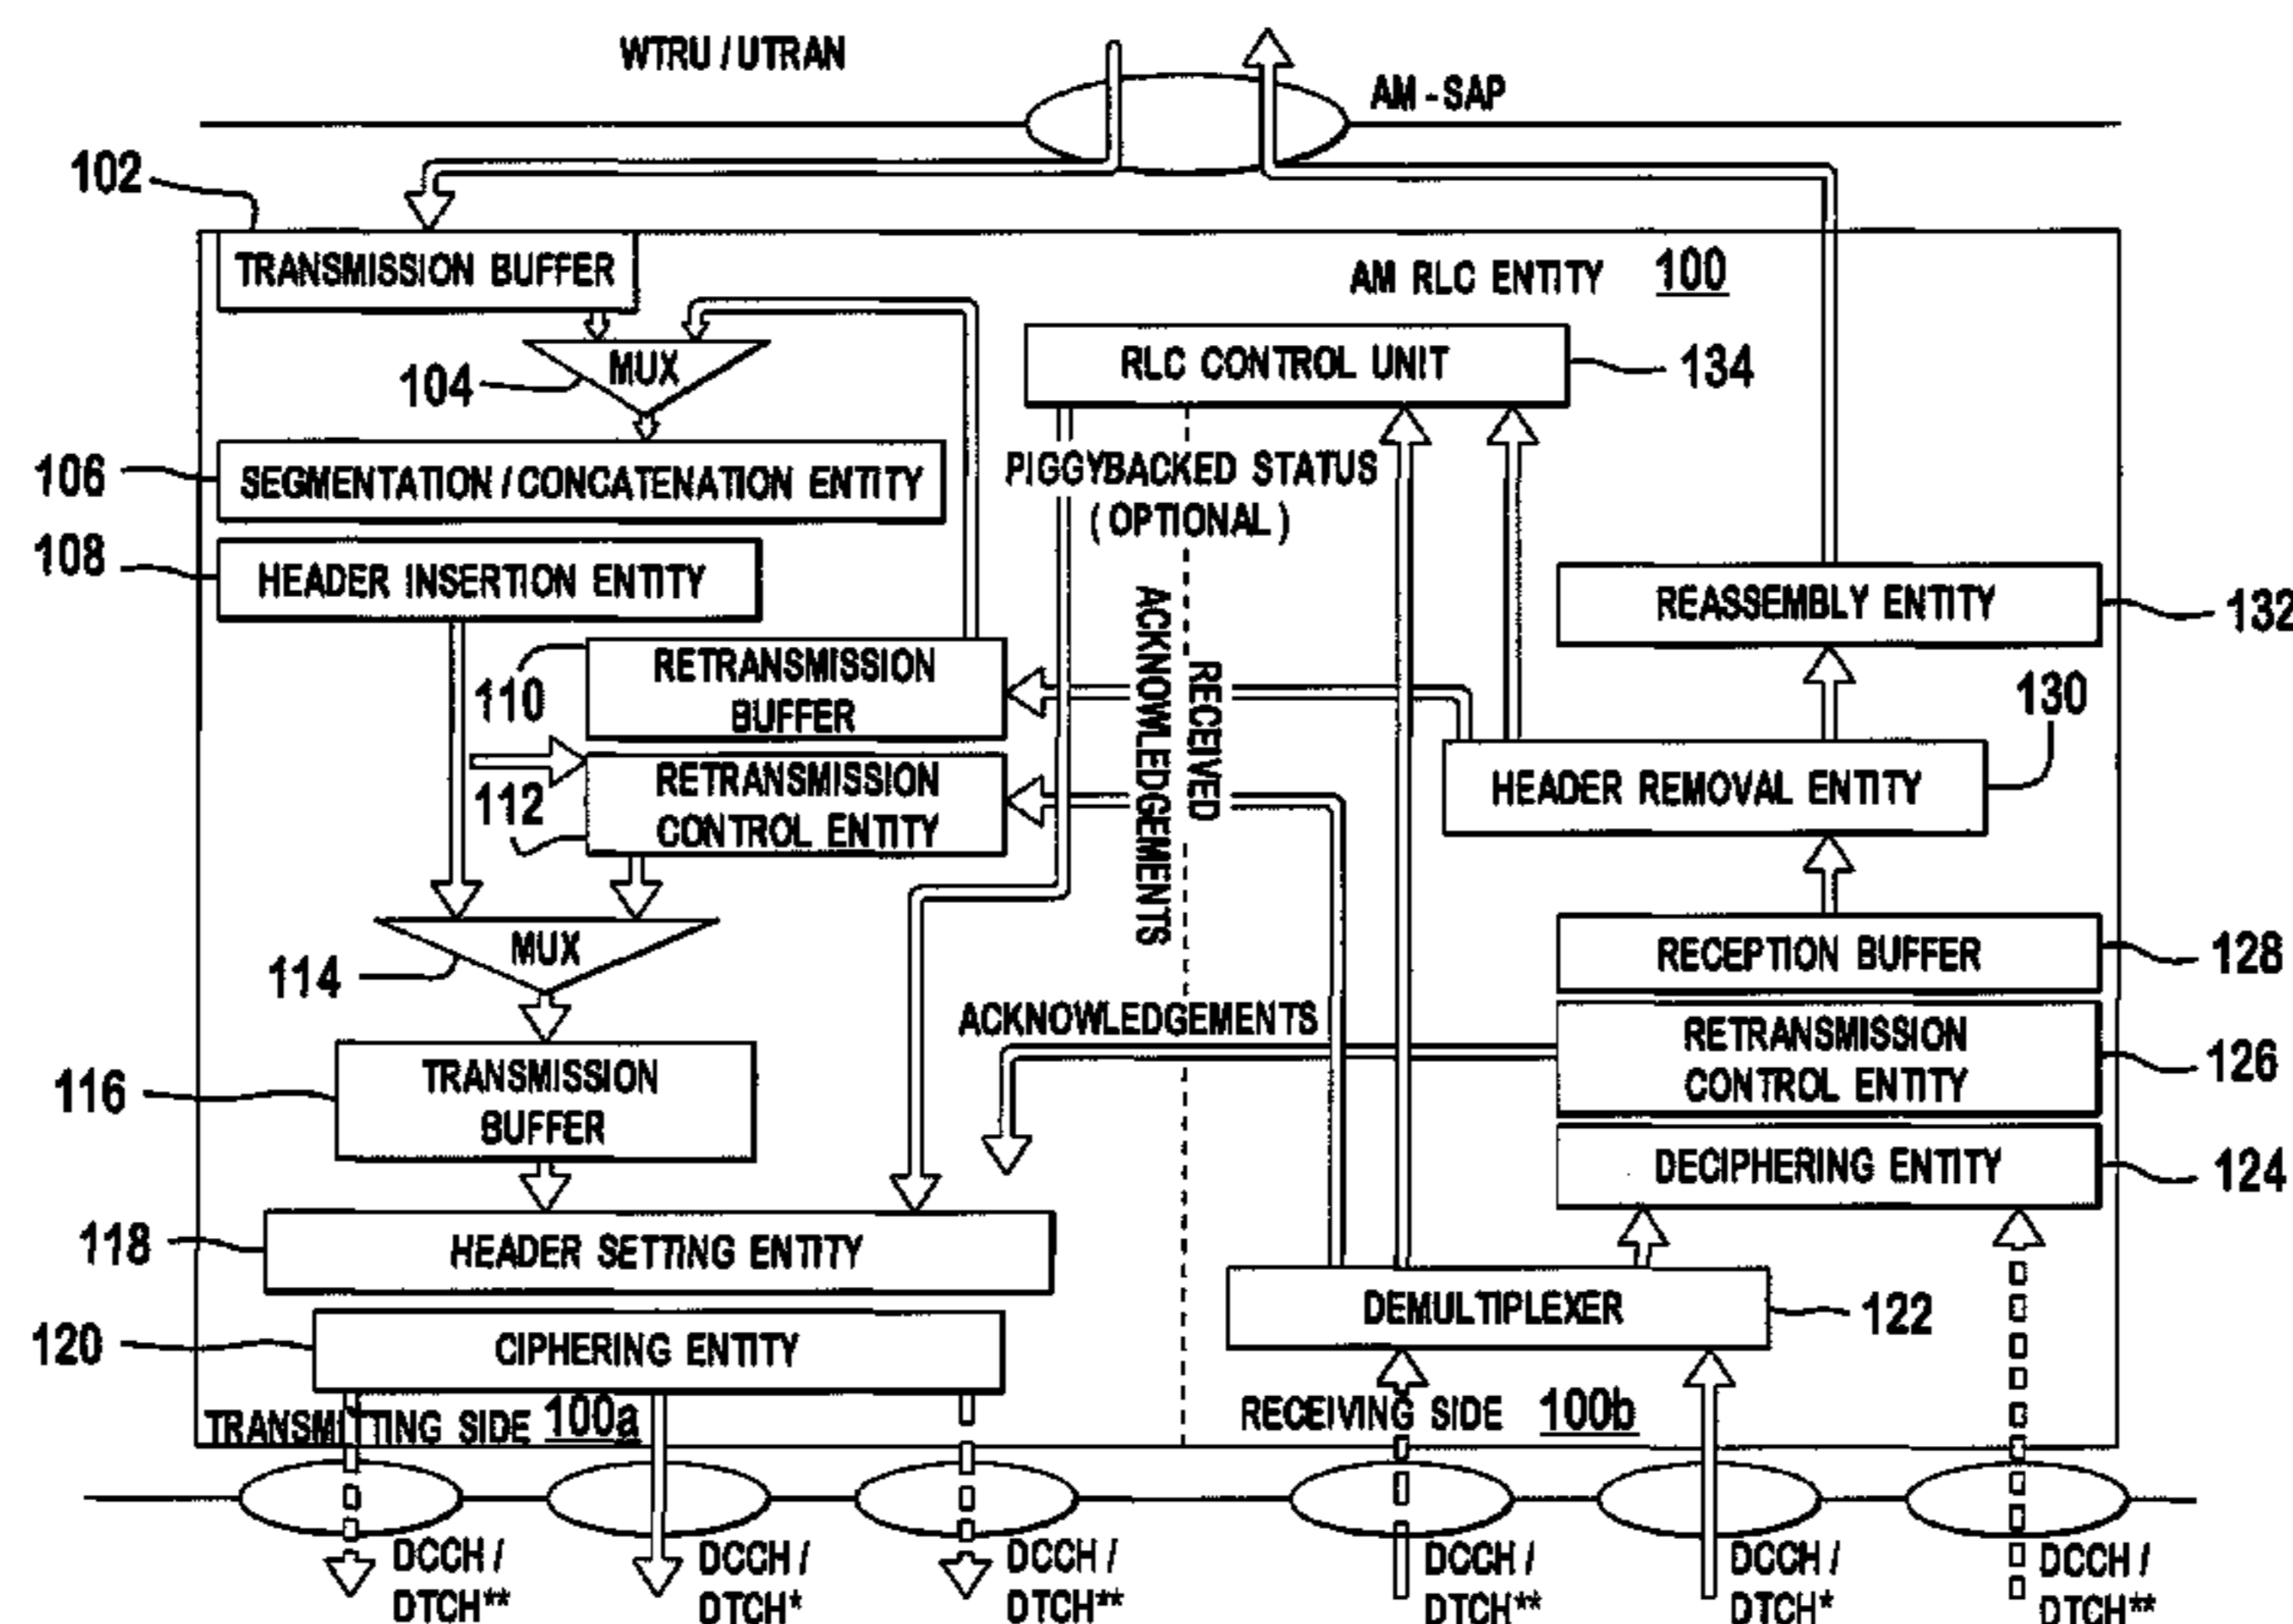 WTRU / UTRAN
AM - SAP
102
TRANSMISSION BUFFER
AM RLC ENTITY 100
MUX
104
RLC CONTROL UNIT
134
106
SEGMENTATION / CONCATENATION ENTITY
PIGGYBACKED STATUS
( OPTIONAL )
108
HEADER INSERTION ENTITY
REASSEMBLY ENTITY
132
RECEIVED
ACKNOWLEDGEMENTS
110
RETRANSMISSION
BUFFER
130
112
RETRANSMISSION
CONTROL ENTITY
HEADER REMOVAL ENTITY
MUX
114
RECEPTION BUFFER
128
ACKNOWLEDGEMENTS
RETRANSMISSION
CONTROL ENTITY
126
116
TRANSMISSION
BUFFER
DECIPHERING ENTITY
124
118
HEADER SETTING ENTITY
DEMULTIPLEXER
122
120
CIPHERING ENTITY
TRANSMITTING SIDE 100a
RECEIVING SIDE 100b
DCCH /
DTCH**
DCCH /
DTCH*
DCCH /
DTCH**
DCCH /
DTCH**
DCCH /
DTCH*
DCCH /
DTCH**